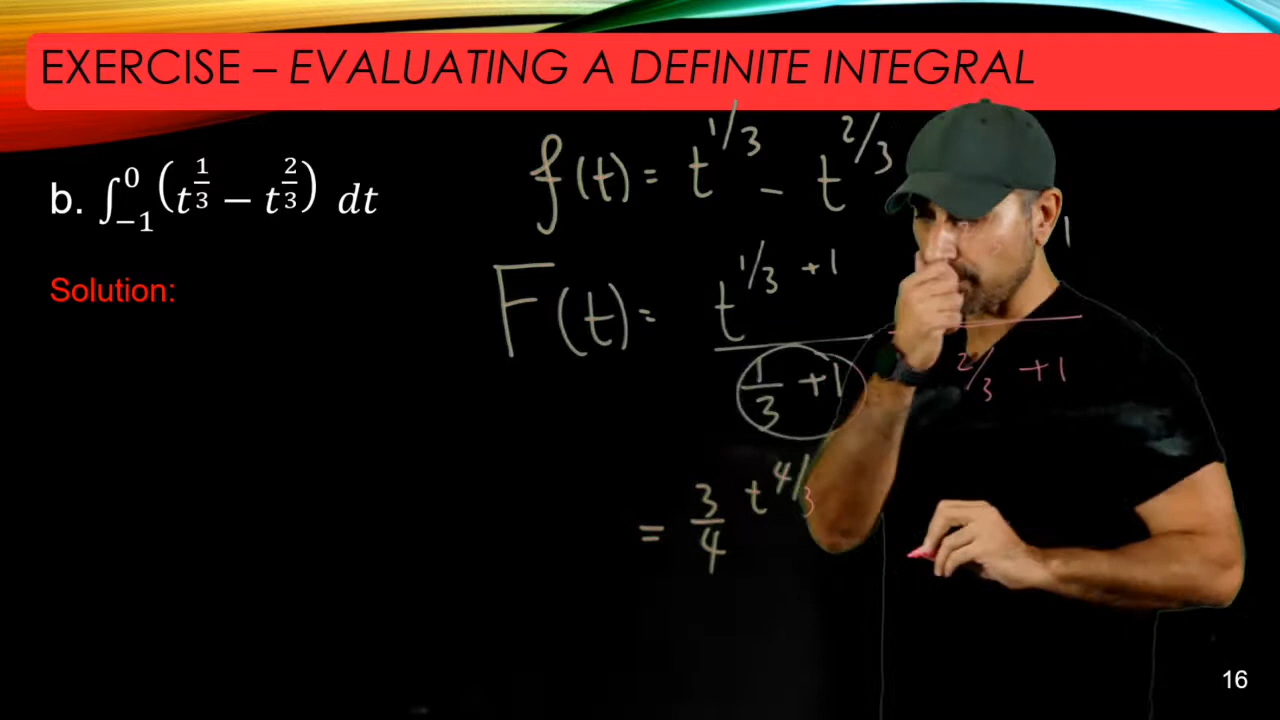 EXERCISE – EVALUATING A DEFINITE INTEGRAL
b. ∫₋₁⁰ (t^(1/3) − t^(2/3)) dt
Solution:
f(t) = t^(1/3) - t^(2/3)
F(t) = t^(1/3 +1) / (1/3 +1) 1 / (2/3 +1)
= 3/4 t^(4/3)
16